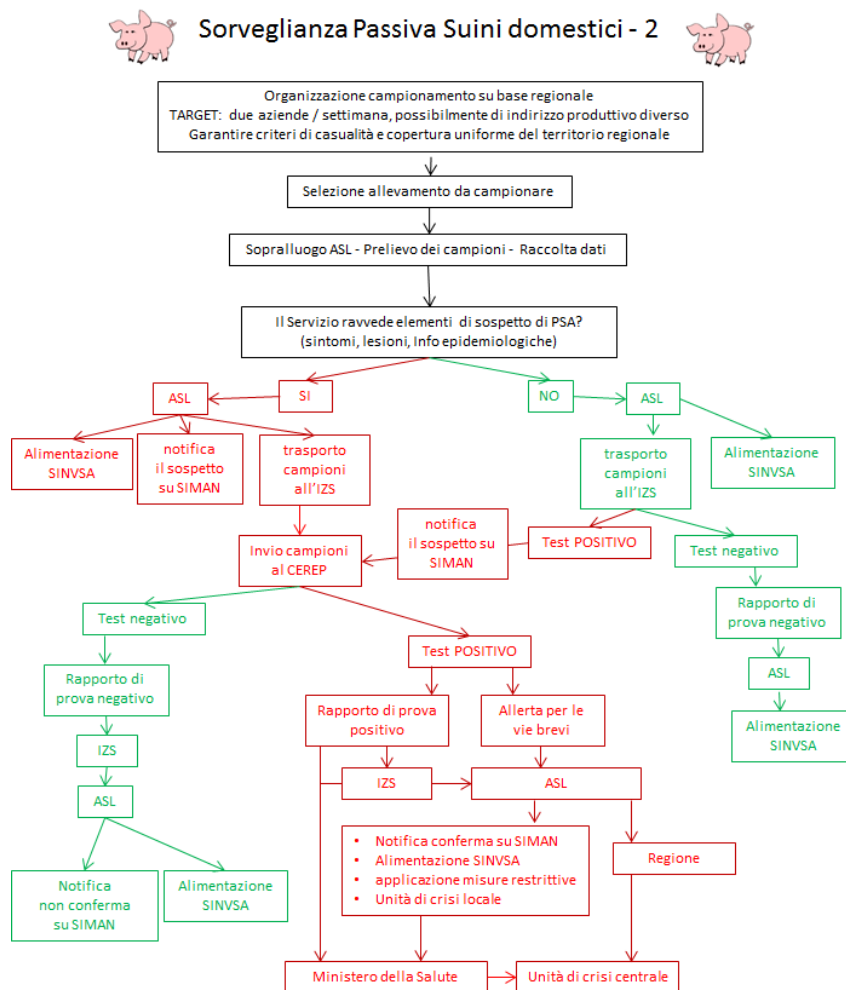 Sorveglianza Passiva Suini domestici - 2
Organizzazione campionamento su base regionale
TARGET: due aziende / settimana, possibilmente di indirizzo produttivo diverso
Garantire criteri di casualità e copertura uniforme del territorio regionale
Selezione allevamento da campionare
Sopralluogo ASL - Prelievo dei campioni - Raccolta dati
Il Servizio ravvede elementi di sospetto di PSA?
(sintomi, lesioni, Info epidemiologiche)
SI
NO
ASL
ASL
Alimentazione
SINVSA
notifica
il sospetto
su SIMAN
trasporto
campioni
all'IZS
trasporto
campioni
all'IZS
Alimentazione
SINVSA
Invio campioni
al CEREP
notifica
il sospetto su
SIMAN
Test POSITIVO
Test negativo
Rapporto di
prova negativo
ASL
Alimentazione
SINVSA
Test negativo
Rapporto di
prova negativo
IZS
ASL
Notifica
non conferma
su SIMAN
Alimentazione
SINVSA
Test POSITIVO
Rapporto di prova
positivo
Allerta per le
vie brevi
IZS
ASL
• Notifica conferma su SIMAN
• Alimentazione SINVSA
• applicazione misure restrittive
• Unità di crisi locale
Regione
Ministero della Salute
Unità di crisi centrale